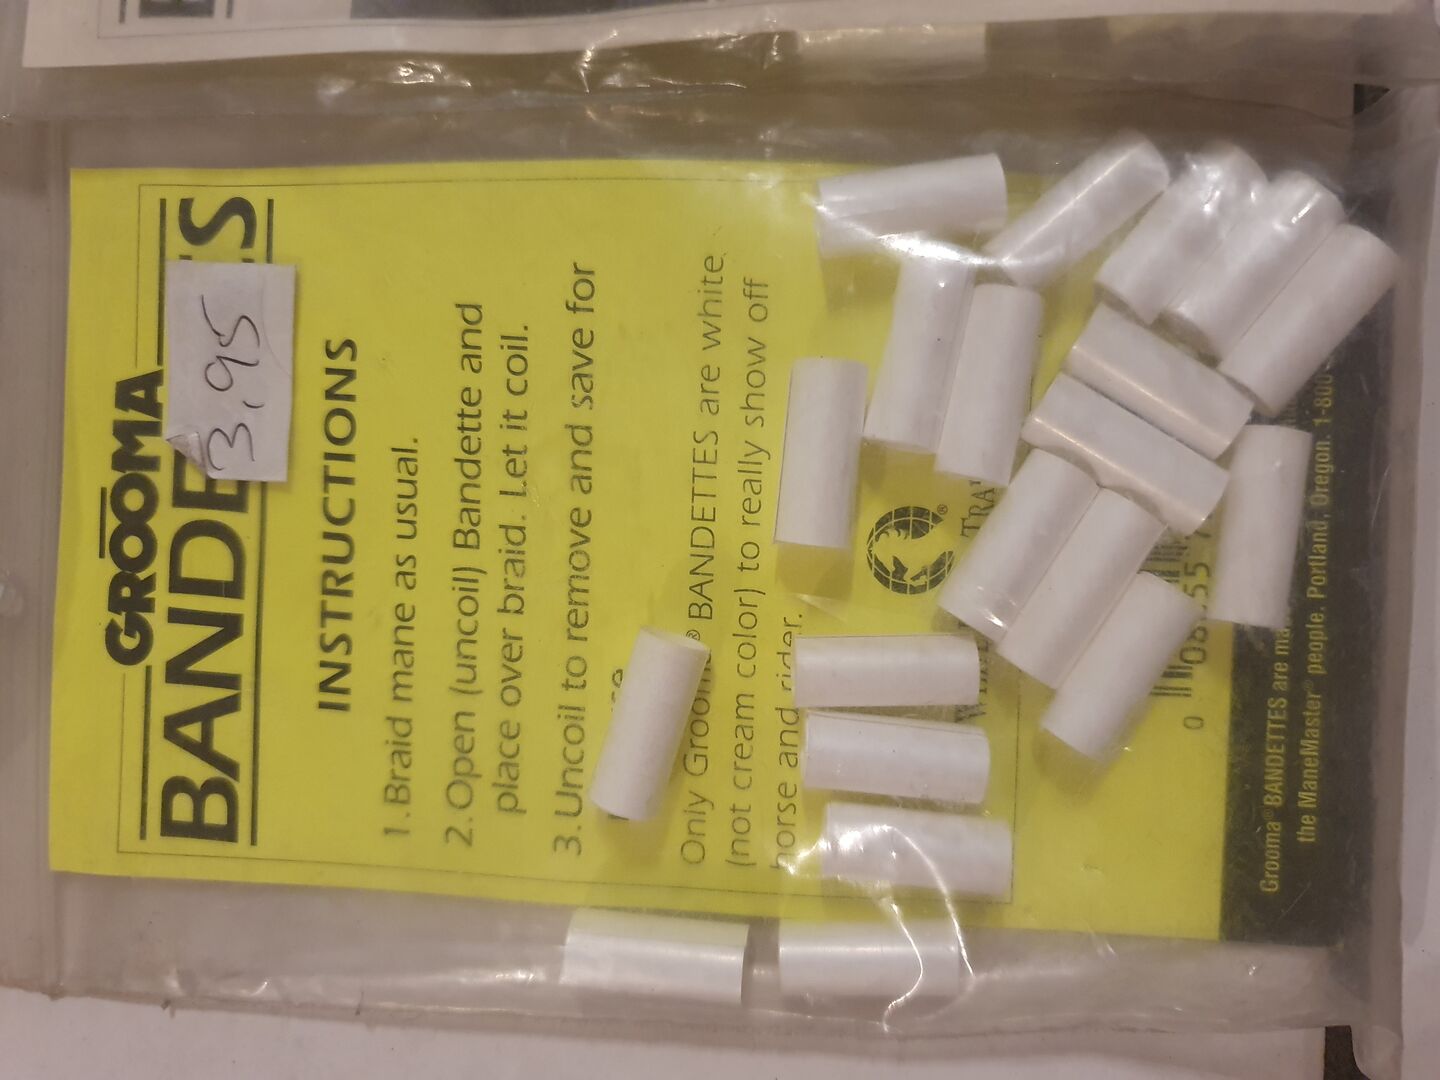 GROOMA
BANDE S
3.95
INSTRUCTIONS
1. Braid mane as usual.
2. Open (uncoil) Bandette and
place over braid. Let it coil.
3. Uncoil to remove and save for
Only Grooma® BANDETTES are white
(not cream color) to really show off
horse and rider.
®
0
Grooma® BANDETTES are
the ManeMaster® people. Portland, Oregon. 1-800